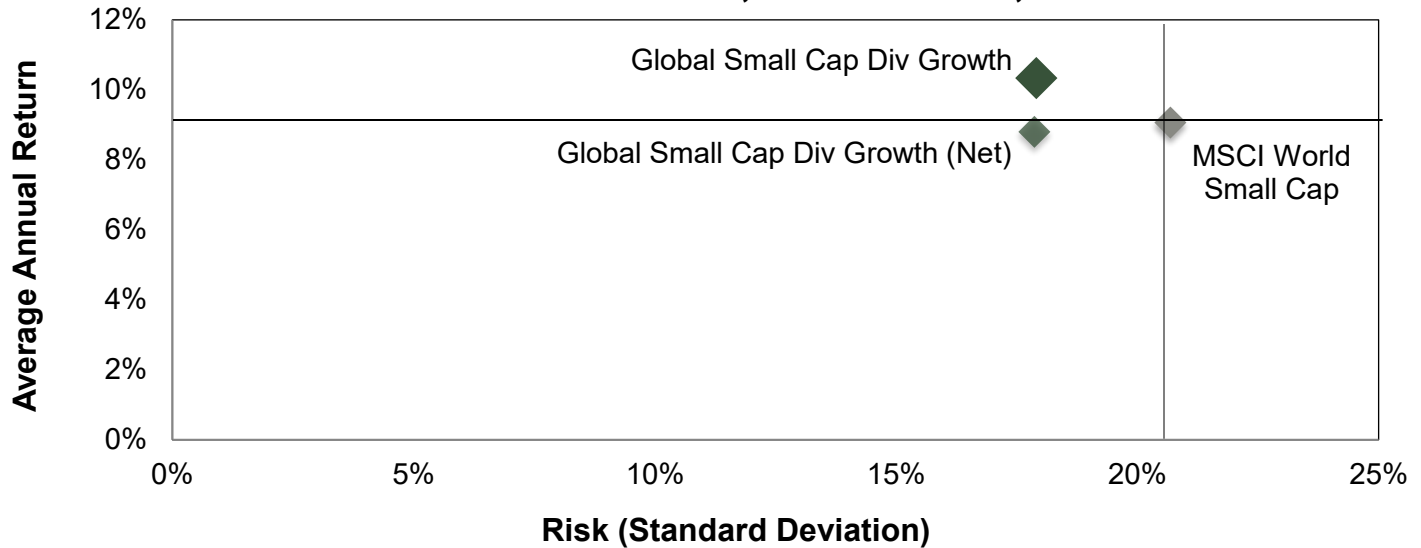 12%
10%
8%
6%
4%
2%
0%
Average Annual Return
Global Small Cap Div Growth
Global Small Cap Div Growth (Net)
MSCI World
Small Cap
0%
5%
10%
15%
20%
25%
Risk (Standard Deviation)